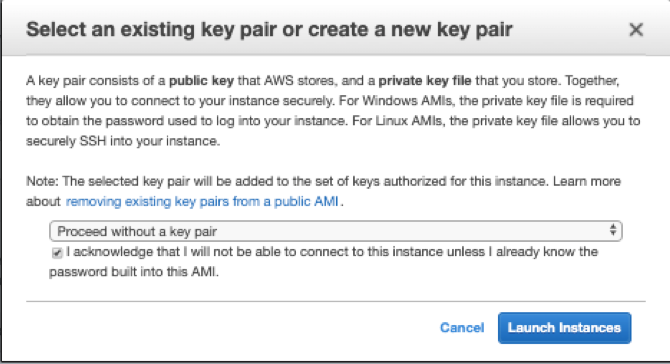 Select an existing key pair or create a new key pair
A key pair consists of a public key that AWS stores, and a private key file that you store. Together,
they allow you to connect to your instance securely. For Windows AMIs, the private key file is required
to obtain the password used to log into your instance. For Linux AMIs, the private key file allows you to
securely SSH into your instance.
Note: The selected key pair will be added to the set of keys authorized for this instance. Learn more
about removing existing key pairs from a public AMI.
Proceed without a key pair
I acknowledge that I will not be able to connect to this instance unless I already know the
password built into this AMI.
Cancel Launch Instances